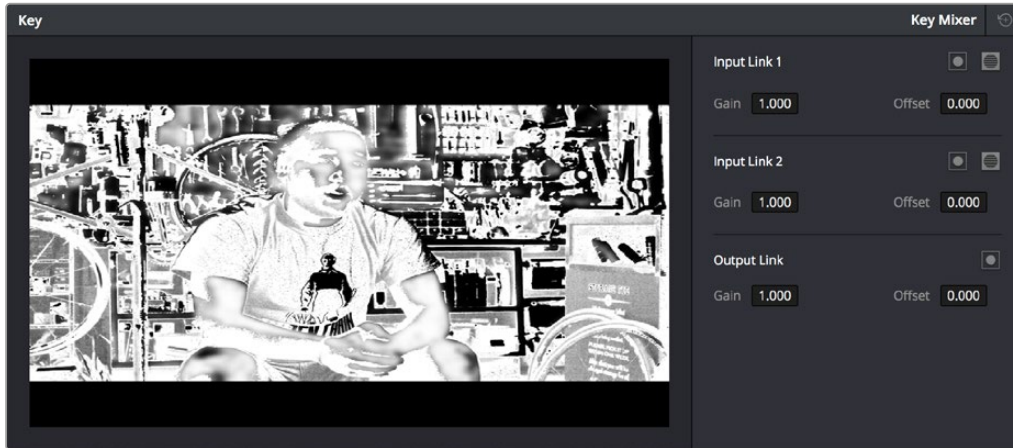 Key
Key Mixer
Input Link 1
Gain 1.000 Offset 0.000
Input Link 2
Gain 1.000 Offset 0.000
Output Link
Gain 1.000 Offset 0.000